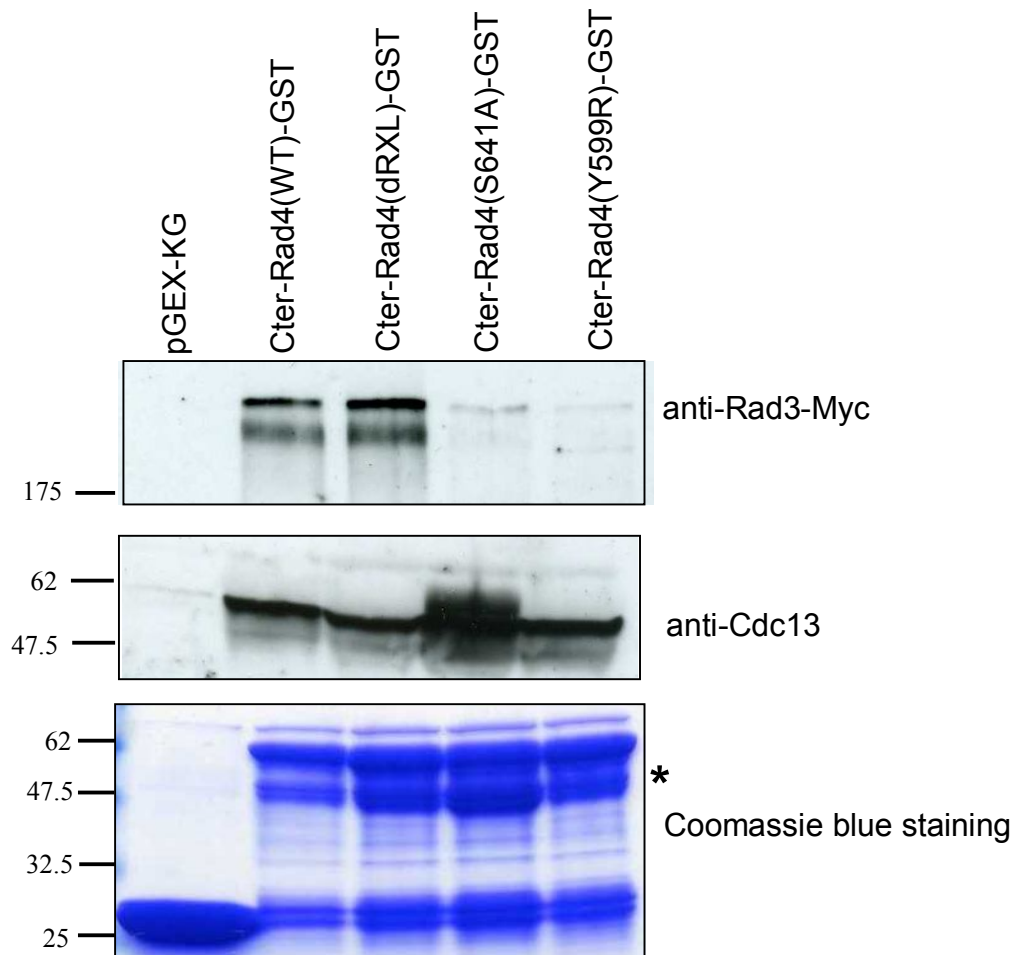 pGEX-KG
Cter-Rad4(WT)-GST
Cter-Rad4(dRXL)-GST
Cter-Rad4(S641A)-GST
Cter-Rad4(Y599R)-GST
anti-Rad3-Myc
175
62
anti-Cdc13
47.5
62
*
47.5
Coomassie blue staining
32.5
25